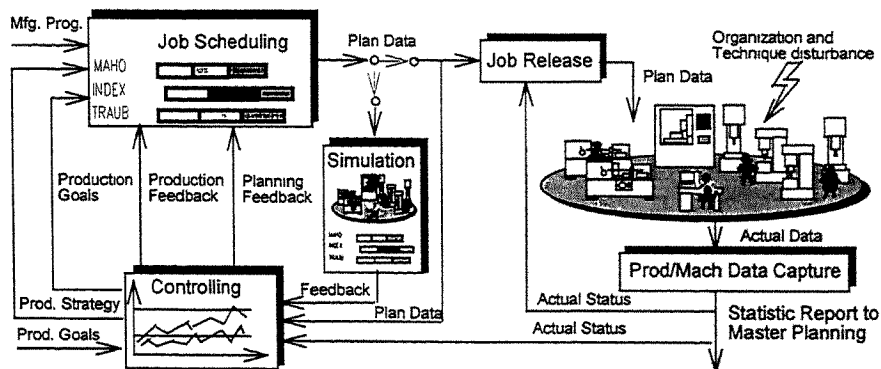 Mfg. Prog.
Job Scheduling
MAHO
INDEX
TRAUB
Plan Data
Job Release
Plan Data
Organization and
Technique disturbance
Production
Goals
Production
Feedback
Planning
Feedback
Simulation
MAHO
INDEX
TRAUB
Actual Data
Prod/Mach Data Capture
Controlling
Feedback
Prod. Strategy
Plan Data
Actual Status
Prod. Goals
Actual Status
Statistic Report to
Master Planning